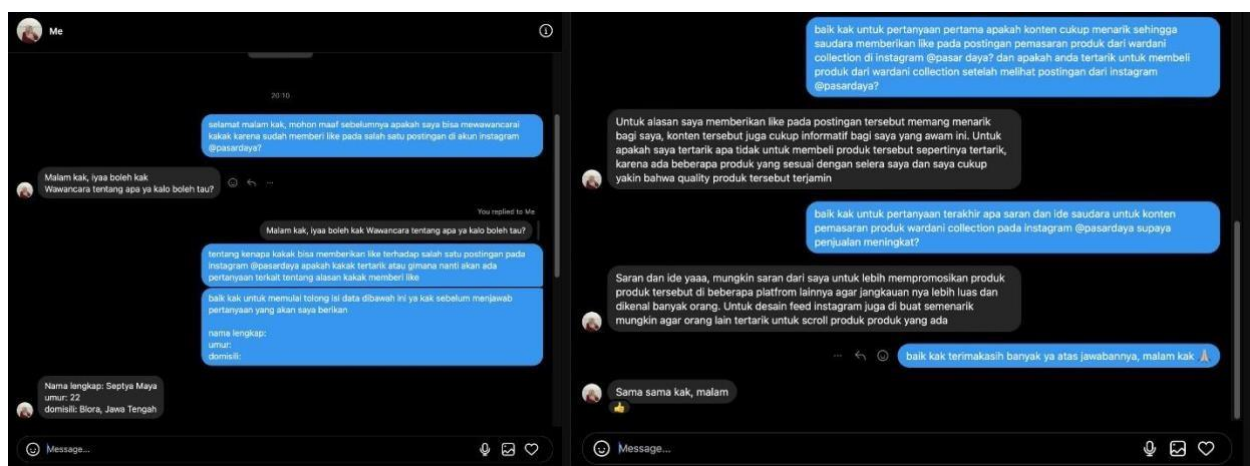 Me
20:10
selamat malam kak, mohon maaf sebelumnya apakah saya bisa mewawancarai
kakak karena sudah memberi like pada salah satu postingan di akun instagram
@pasardaya?
Malam kak, iyaa boleh kak
Wawancara tentang apa ya kalo boleh tau?
You replied to Me
Malam kak, iyaa boleh kak Wawancara tentang apa ya kalo boleh tau?
tentang kenapa kakak bisa memberikan like terhadap salah satu postingan pada
instagram @pasardaya apakah kakak tertarik atau gimana nanti akan ada
pertanyaan terkait tentang alasan kakak memberi like
baik kak untuk memulai tolong isi data dibawah ini ya kak sebelum menjawab
pertanyaan yang akan saya berikan
nama lengkap:
umur:
domisili:
Nama lengkap: Septya Maya
umur: 22
domisili: Blora, Jawa Tengah
Message...
baik kak untuk pertanyaan pertama apakah konten cukup menarik sehingga
saudara memberikan like pada postingan pemasaran produk dari wardani
collection di instagram @pasar daya? dan apakah anda tertarik untuk membeli
produk dari wardani collection setelah melihat postingan dari instagram
@pasardaya?
Untuk alasan saya memberikan like pada postingan tersebut memang menarik
bagi saya, konten tersebut juga cukup informatif bagi saya yang awam ini. Untuk
apakah saya tertarik apa tidak untuk membeli produk tersebut sepertinya tertarik,
karena ada beberapa produk yang sesuai dengan selera saya dan saya cukup
yakin bahwa quality produk tersebut terjamin
baik kak untuk pertanyaan terakhir apa saran dan ide saudara untuk konten
pemasaran produk wardani collection pada instagram @pasardaya supaya
penjualan meningkat?
Saran dan ide yaaa, mungkin saran dari saya untuk lebih mempromosikan produk
produk tersebut di beberapa platfrom lainnya agar jangkauan nya lebih luas dan
dikenal banyak orang. Untuk desain feed instagram juga di buat semenarik
mungkin agar orang lain tertarik untuk scroll produk produk yang ada
baik kak terimakasih banyak ya atas jawabannya, malam kak 🙏
Sama sama kak, malam
👍
Message...